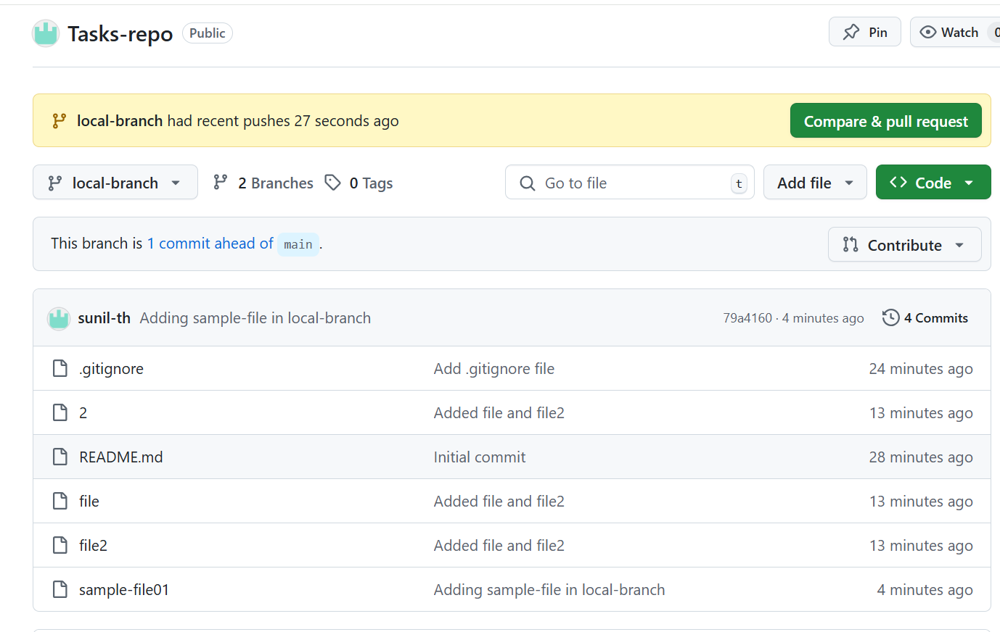 Tasks-repo Public Pin Watch 0
local-branch had recent pushes 27 seconds ago Compare & pull request
local-branch 2 Branches 0 Tags Go to file t Add file Code
This branch is 1 commit ahead of main . Contribute
sunil-th Adding sample-file in local-branch 79a4160 · 4 minutes ago 4 Commits
.gitignore Add .gitignore file 24 minutes ago
2 Added file and file2 13 minutes ago
README.md Initial commit 28 minutes ago
file Added file and file2 13 minutes ago
file2 Added file and file2 13 minutes ago
sample-file01 Adding sample-file in local-branch 4 minutes ago